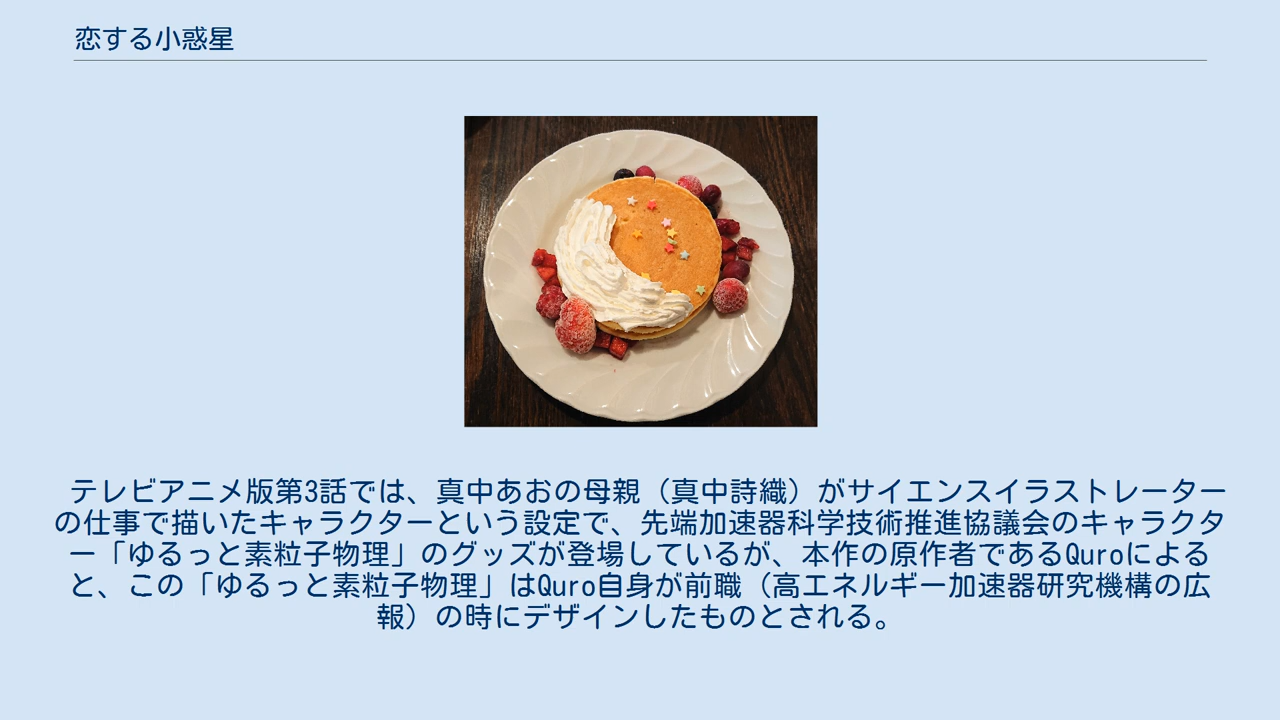 恋する小惑星
テレビアニメ版第3話では、真中あおの母親（真中詩織）がサイエンスイラストレーター
の仕事で描いたキャラクターという設定で、先端加速器科学技術推進協議会のキャラクタ
ー「ゆるっと素粒子物理」のグッズが登場しているが、本作の原作者であるQuroによる
と、この「ゆるっと素粒子物理」はQuro自身が前職（高エネルギー加速器研究機構の広
報）の時にデザインしたものとされる。